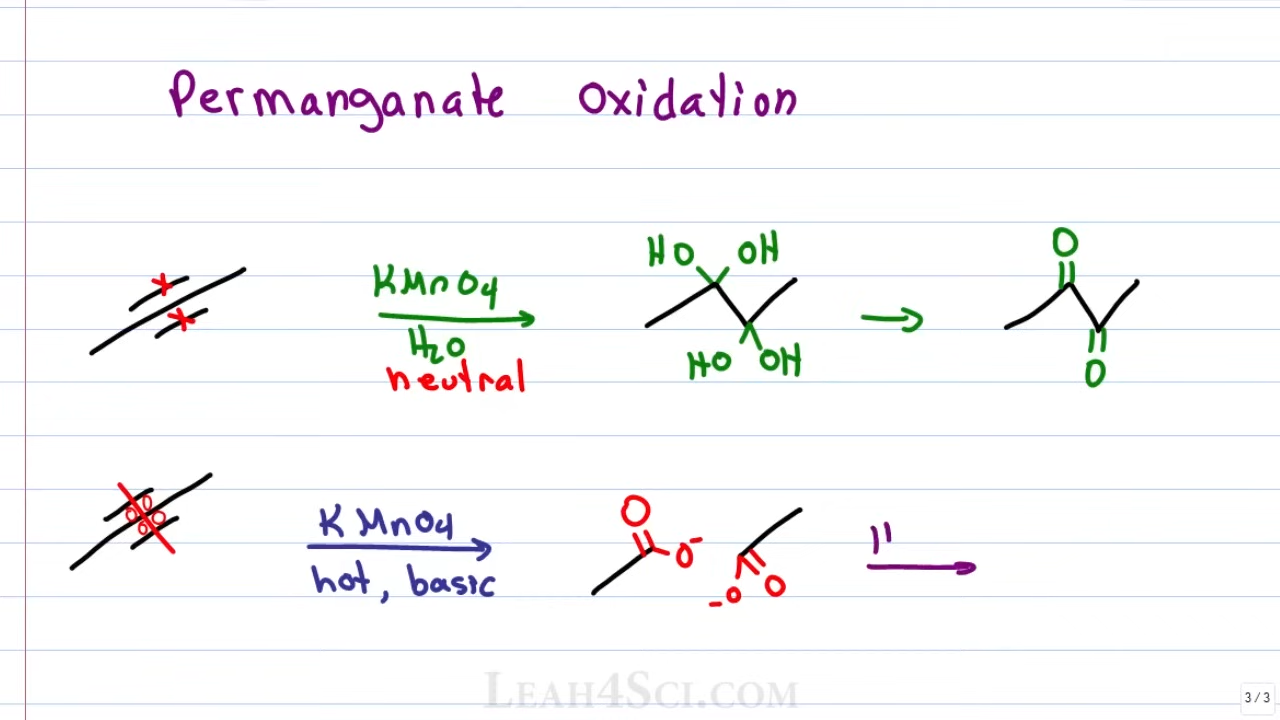 Permanganate Oxidation
HO OH O
KMnO4
H2O
HO OH O
neutral
KMnO4
hot, basic
O
O-
-O O
LEAH4SCI.COM
3 / 3